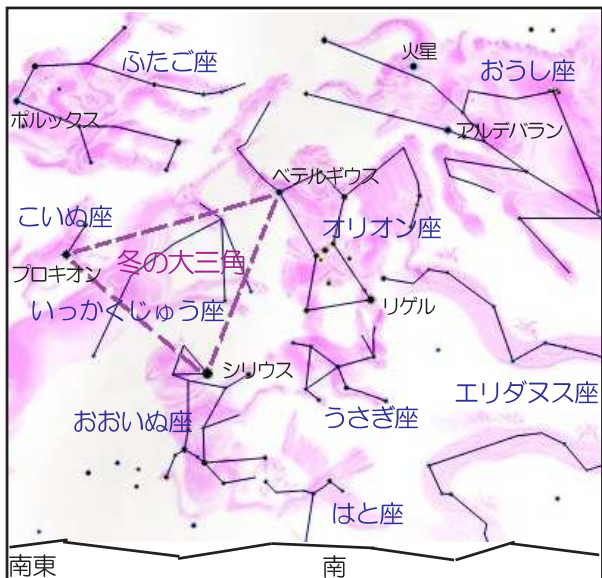 火星
ふたご座
おうし座
ポルックス
アルデバラン
ベテルギウス
こいぬ座
オリオン座
プロキオン
冬の大三角
いっかくじゅう座
リゲル
シリウス
エリダヌス座
おおいぬ座
うさぎ座
はと座
南東
南